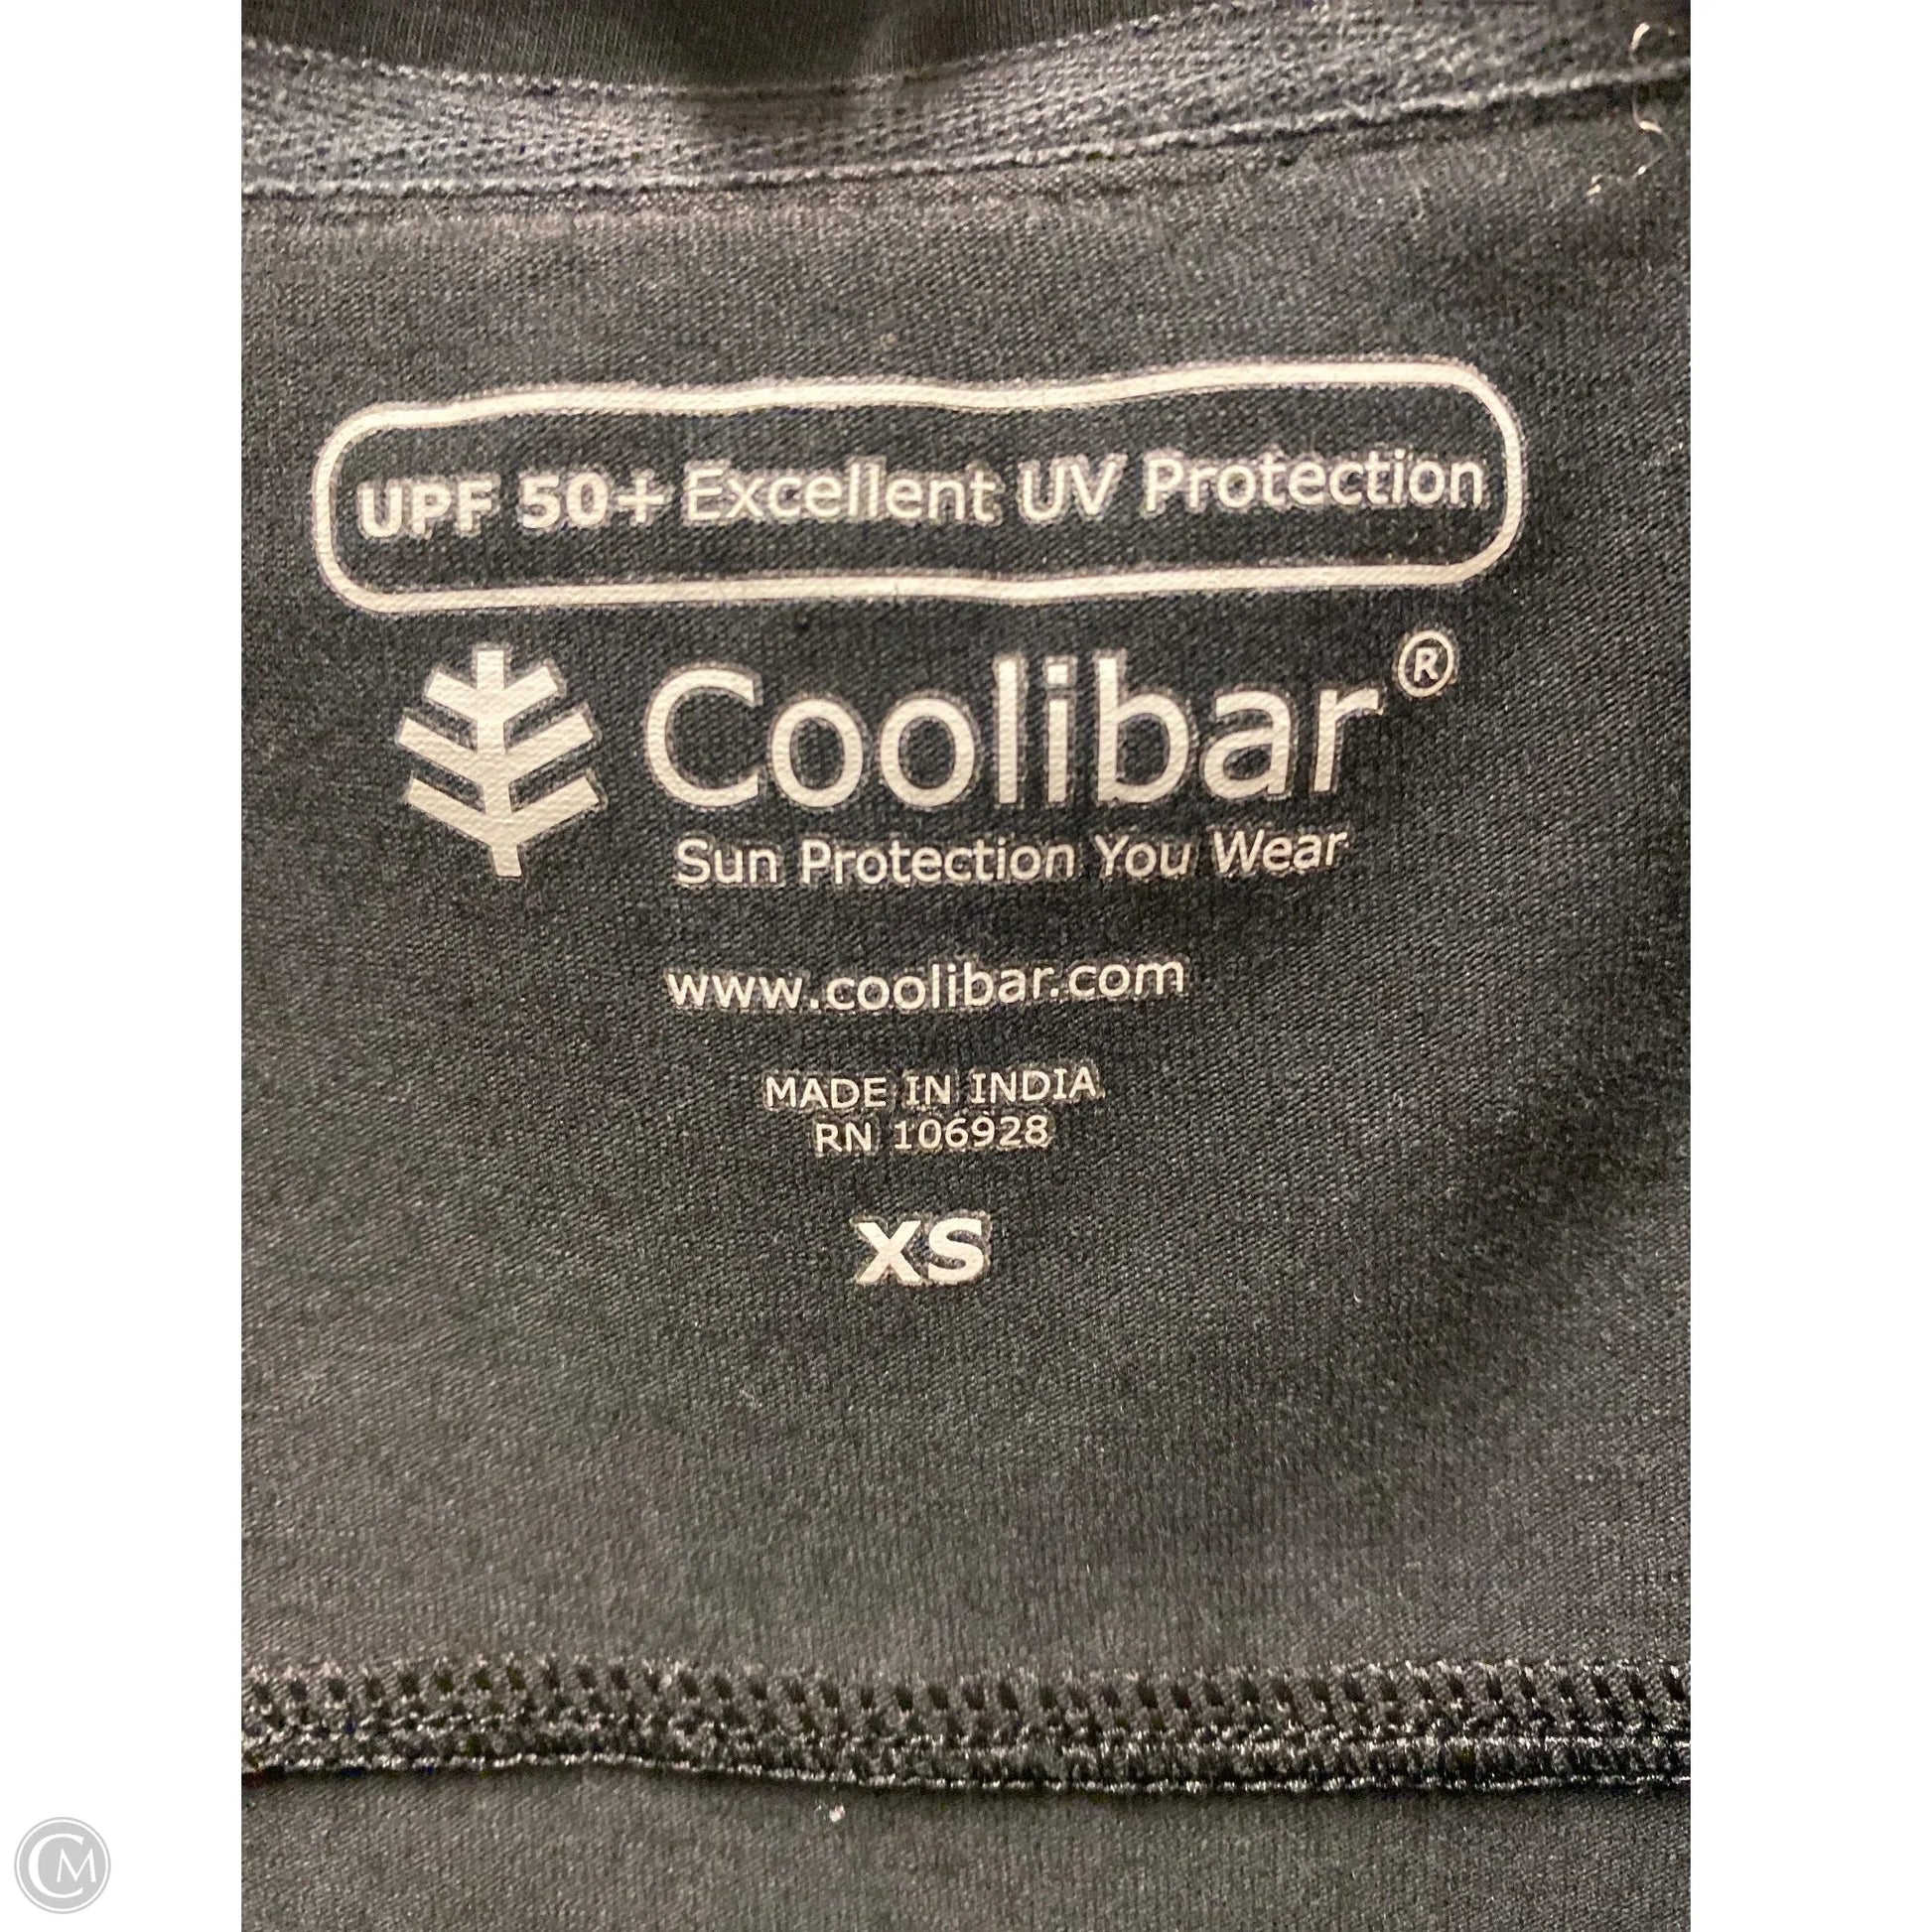 UPF 50+ Excellent UV Protection
Coolibar®
Sun Protection You Wear
www.coolibar.com
MADE IN INDIA
RN 106928
XS
CM